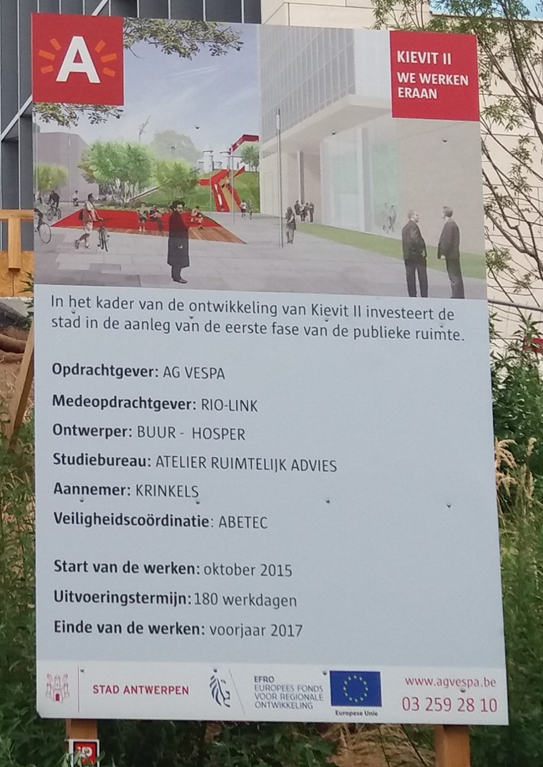 A
KIEVIT II
WE WERKEN
ERAAN
In het kader van de ontwikkeling van Kievit II investeert de
stad in de aanleg van de eerste fase van de publieke ruimte.
Opdrachtgever: AG VESPA
Medeopdrachtgever: RIO-LINK
Ontwerper: BUUR - HOSPER
Studiebureau: ATELIER RUIMTELIJK ADVIES
Aannemer: KRINKELS
Veiligheidscoördinatie: ABETEC
Start van de werken: oktober 2015
Uitvoeringstermijn: 180 werkdagen
Einde van de werken: voorjaar 2017
STAD ANTWERPEN
EFRO
EUROPEES FONDS
VOOR REGIONALE
ONTWIKKELING
Europese Unie
www.agvespa.be
03 259 28 10